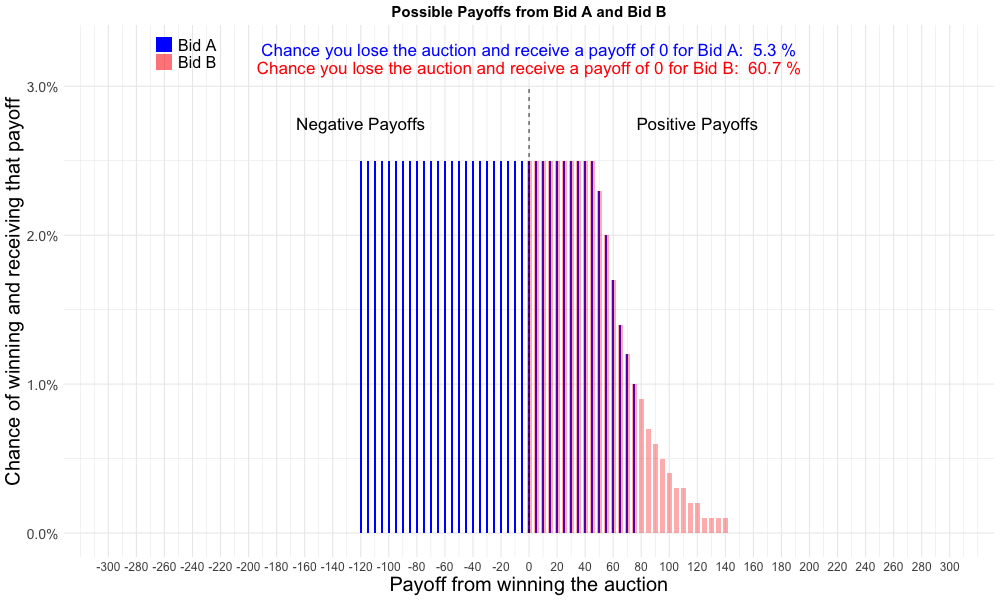 Possible Payoffs from Bid A and Bid B
Bid A
Bid B
Chance you lose the auction and receive a payoff of 0 for Bid A:  5.3 %
Chance you lose the auction and receive a payoff of 0 for Bid B:  60.7 %
Negative Payoffs
Positive Payoffs
Chance of winning and receiving that payoff
3.0%
2.0%
1.0%
0.0%
-300 -280 -260 -240 -220 -200 -180 -160 -140 -120 -100 -80 -60 -40 -20 0 20 40 60 80 100 120 140 160 180 200 220 240 260 280 300
Payoff from winning the auction